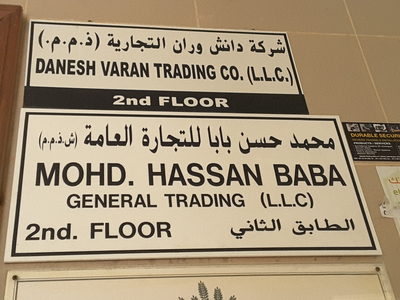 شركة دانش وران التجارية (ذ.م.م.)
DANESH VARAN TRADING CO. (L.L.C.)
2nd FLOOR
محمد حسن بابا للتجارة العامة (ش.ذ.م.م)
MOHD. HASSAN BABA
GENERAL TRADING (L.L.C)
2nd. FLOOR الطابق الثاني
DURABLE SECURI